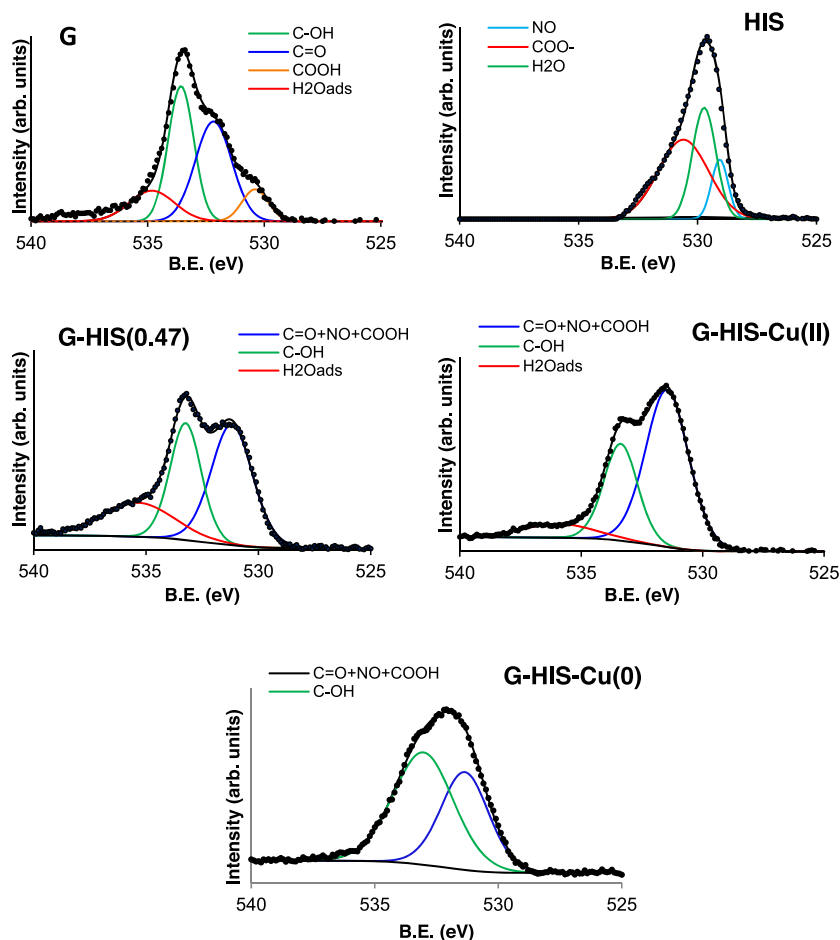 G
C-OH
C=O
COOH
H2Oads
Intensity (arb. units)
540 535 530 525
B.E. (eV)
HIS
NO
COO-
H2O
Intensity (arb. units)
540 535 530 525
B.E. (eV)
G-HIS(0.47)
C=O+NO+COOH
C-OH
H2Oads
Intensity (arb. units)
540 535 530 525
B.E. (eV)
G-HIS-Cu(II)
C=O+NO+COOH
C-OH
H2Oads
Intensity (arb. units)
540 535 530 525
B.E. (eV)
G-HIS-Cu(0)
C=O+NO+COOH
C-OH
Intensity (arb. units)
540 535 530 525
B.E. (eV)